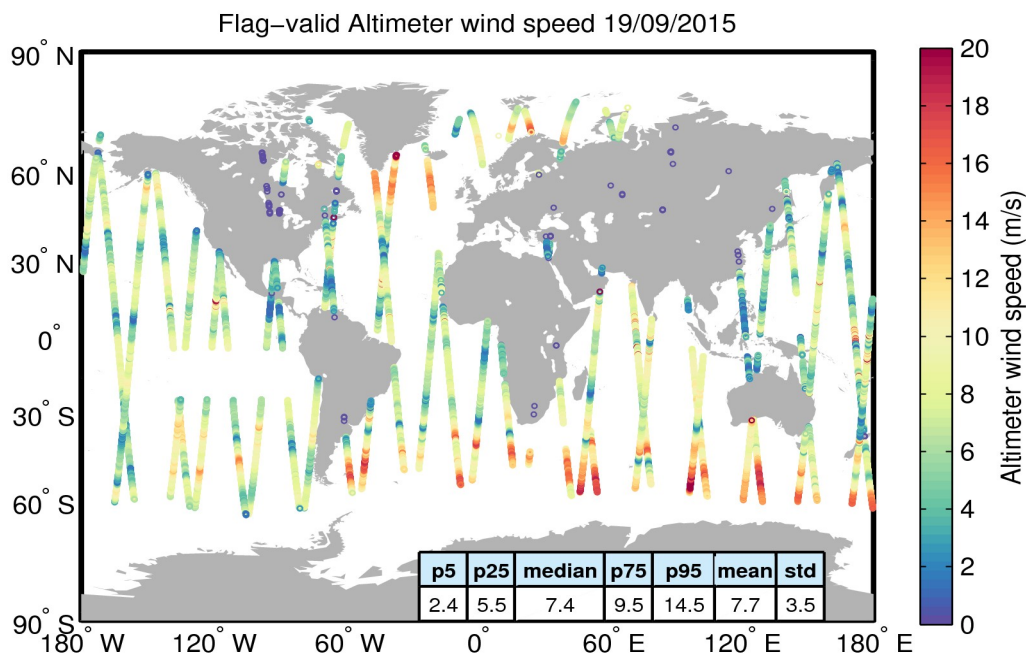 Flag−valid Altimeter wind speed 19/09/2015
90° N
60° N
30° N
0°
30° S
60° S
90° S
180° W
120° W
60° W
0°
60° E
120° E
180° E
p5 p25 median p75 p95 mean std
2.4 5.5 7.4 9.5 14.5 7.7 3.5
20
18
16
14
12
10
8
6
4
2
0
Altimeter wind speed (m/s)